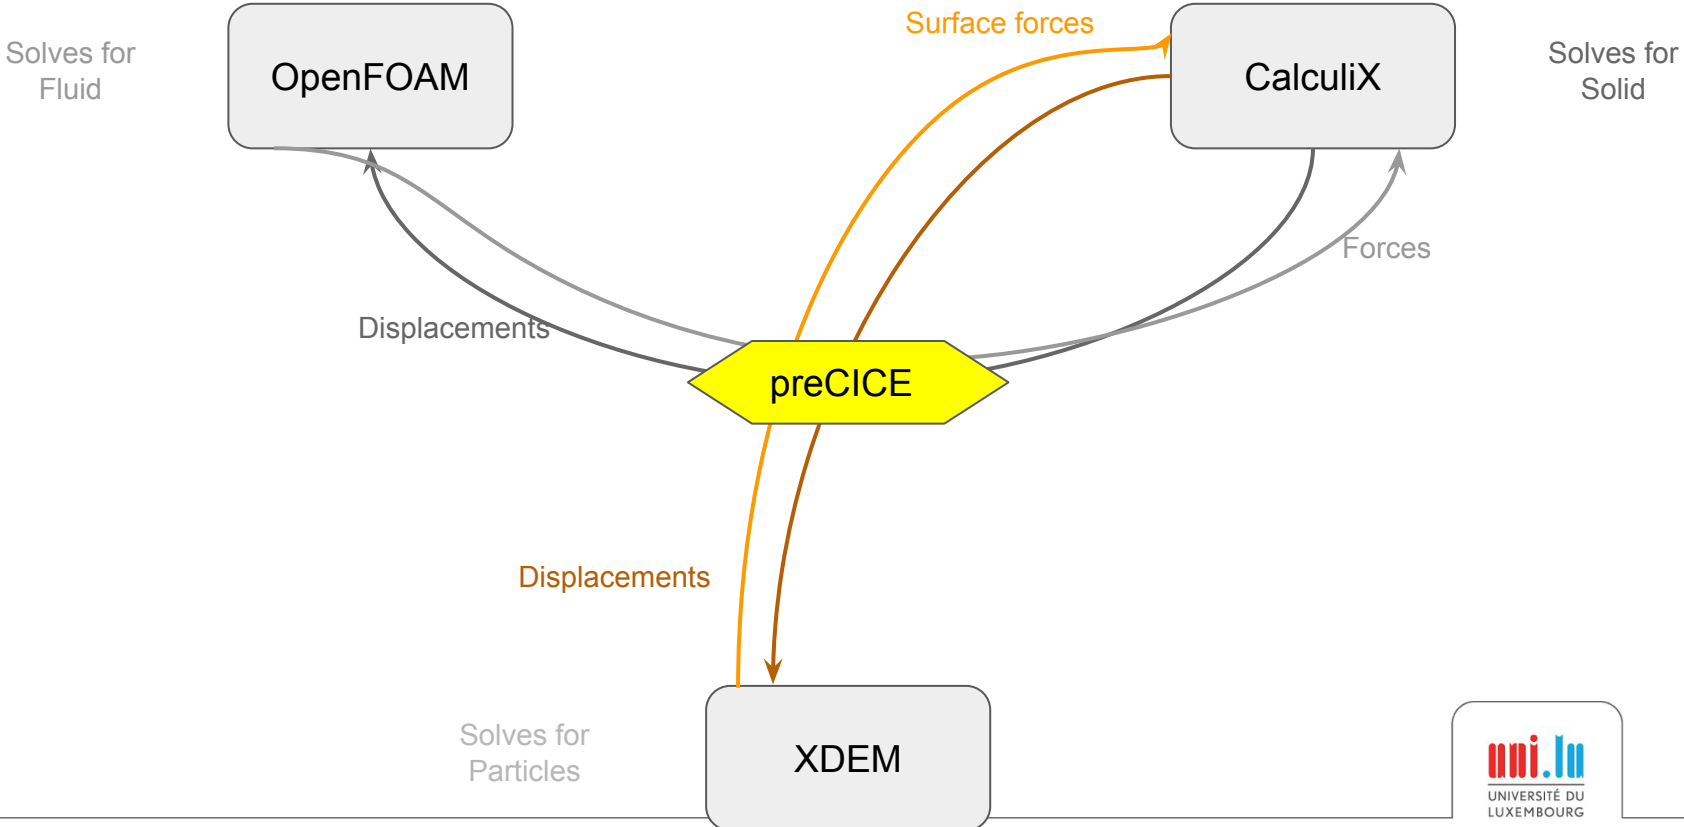 Surface forces
Solves for
Fluid
OpenFOAM
CalculiX
Solves for
Solid
Forces
Displacements
preCICE
Displacements
Solves for
Particles
XDEM
uni.lu
UNIVERSITÉ DU
LUXEMBOURG